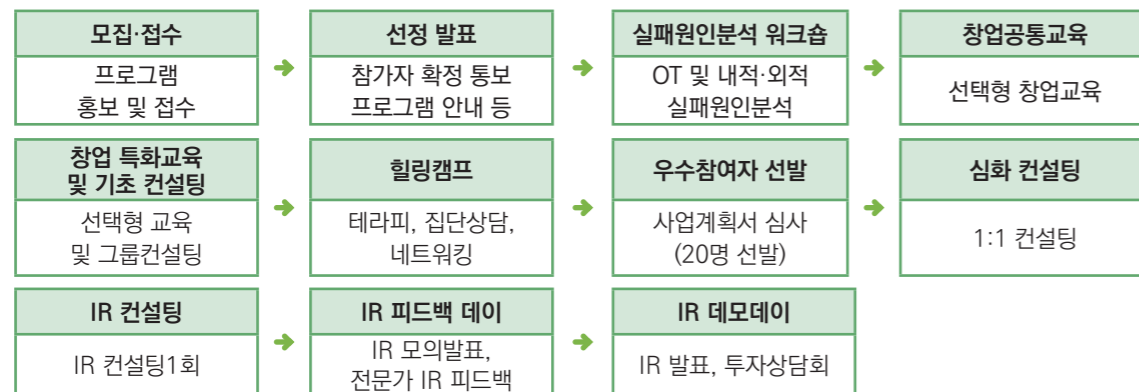 모집·접수
프로그램
홍보 및 접수
선정 발표
참가자 확정 통보
프로그램 안내 등
실패원인분석 워크숍
OT 및 내적·외적
실패원인분석
창업공통교육
선택형 창업교육
창업 특화교육
및 기초 컨설팅
선택형 교육
및 그룹컨설팅
힐링캠프
테라피, 집단상담,
네트워킹
우수참여자 선발
사업계획서 심사
(20명 선발)
심화 컨설팅
1:1 컨설팅
IR 컨설팅
IR 컨설팅1회
IR 피드백 데이
IR 모의발표,
전문가 IR 피드백
IR 데모데이
IR 발표, 투자상담회